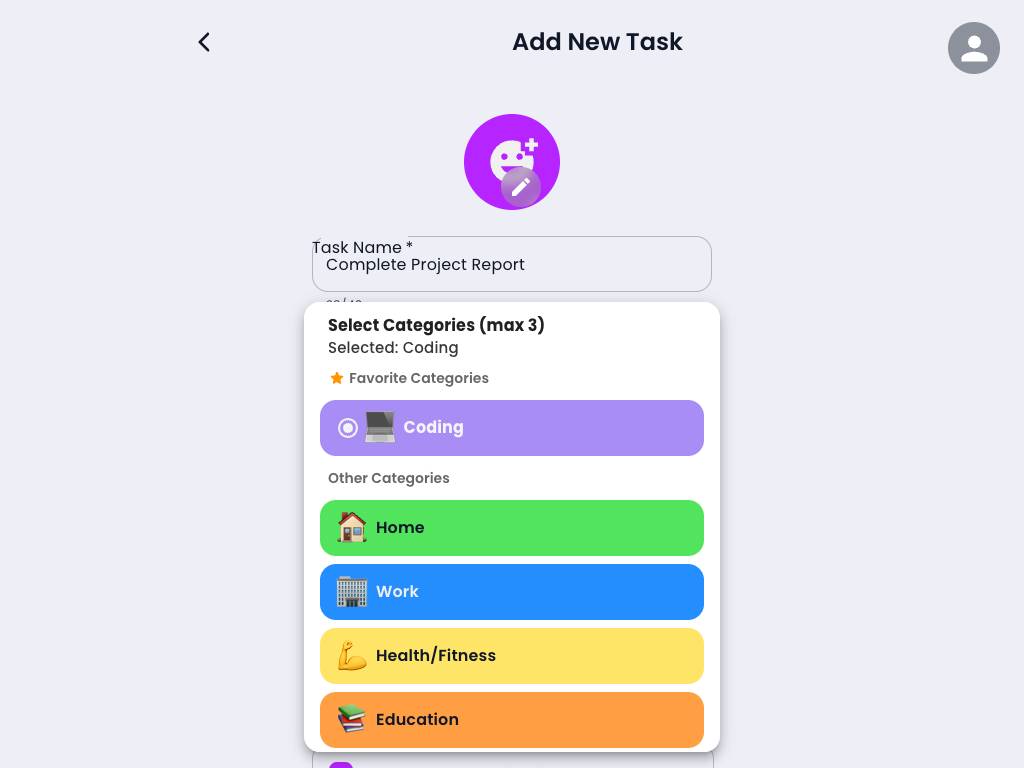 Add New Task
Task Name *
Complete Project Report
Select Categories (max 3)
Selected: Coding
Favorite Categories
Coding
Other Categories
Home
Work
Health/Fitness
Education